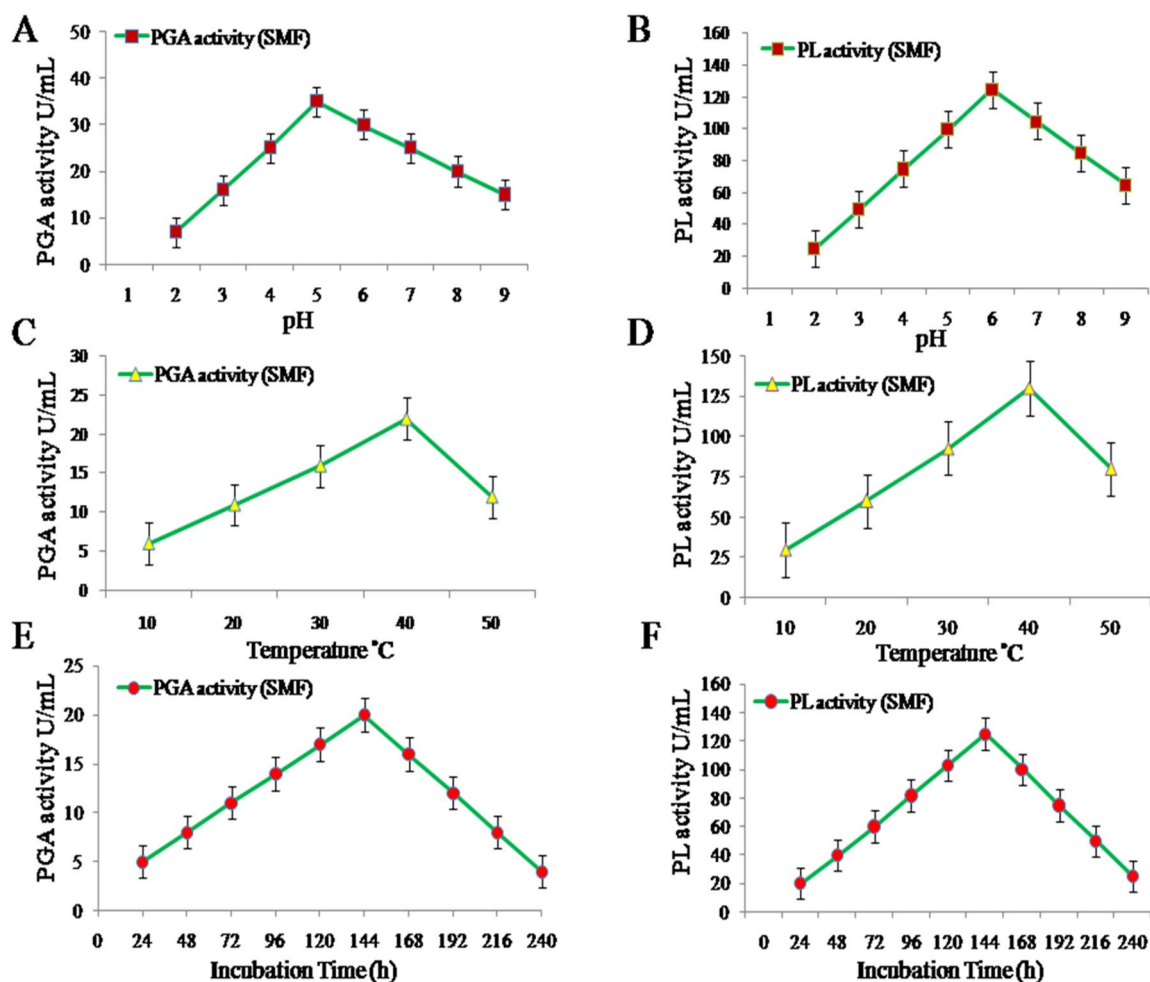 A
PGA activity (SMF)
PGA activity U/mL
50
40
30
20
10
0
1 2 3 4 5 6 7 8 9
pH
B
PL activity (SMF)
PL activity U/mL
160
140
120
100
80
60
40
20
0
1 2 3 4 5 6 7 8 9
pH
C
PGA activity (SMF)
PGA activity U/mL
30
25
20
15
10
5
0
10 20 30 40 50
Temperature °C
D
PL activity (SMF)
PL activity U/mL
150
125
100
75
50
25
0
10 20 30 40 50
Temperature °C
E
PGA activity (SMF)
PGA activity U/mL
25
20
15
10
5
0
0 24 48 72 96 120 144 168 192 216 240
Incubation Time (h)
F
PL activity (SMF)
PL activity U/mL
160
140
120
100
80
60
40
20
0
0 24 48 72 96 120 144 168 192 216 240
Incubation Time (h)